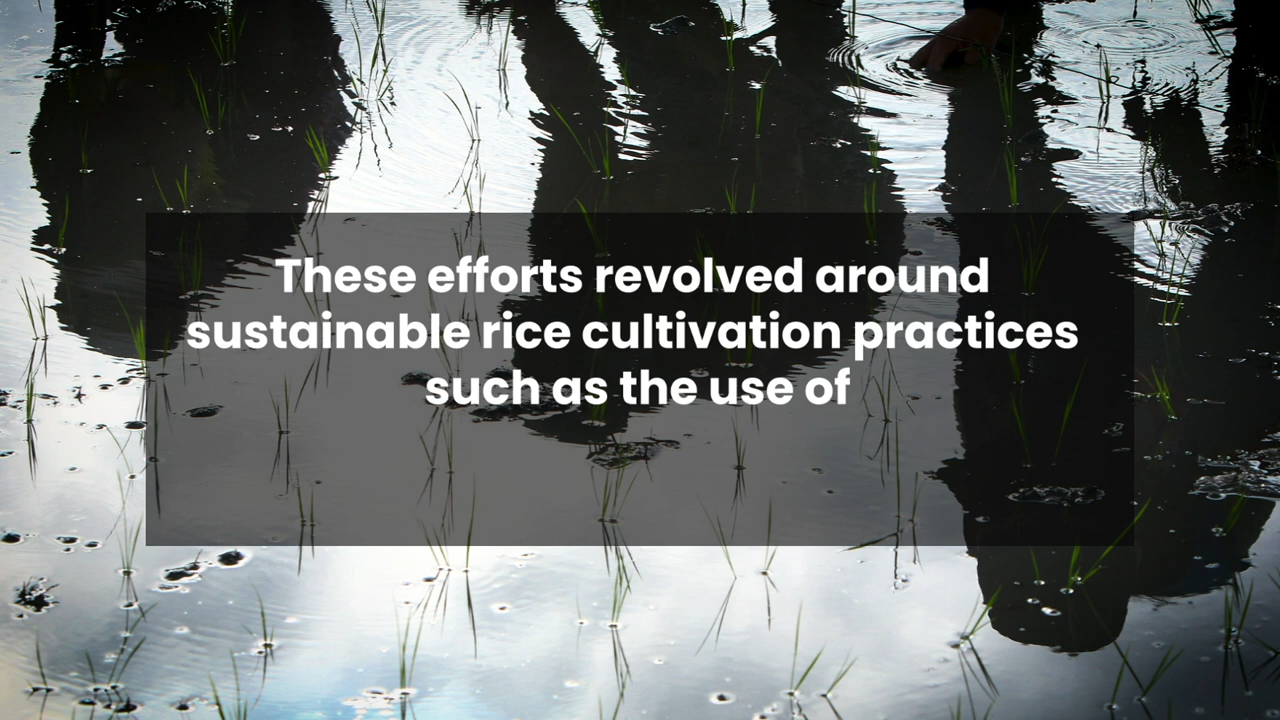 These efforts revolved around
sustainable rice cultivation practices
such as the use of